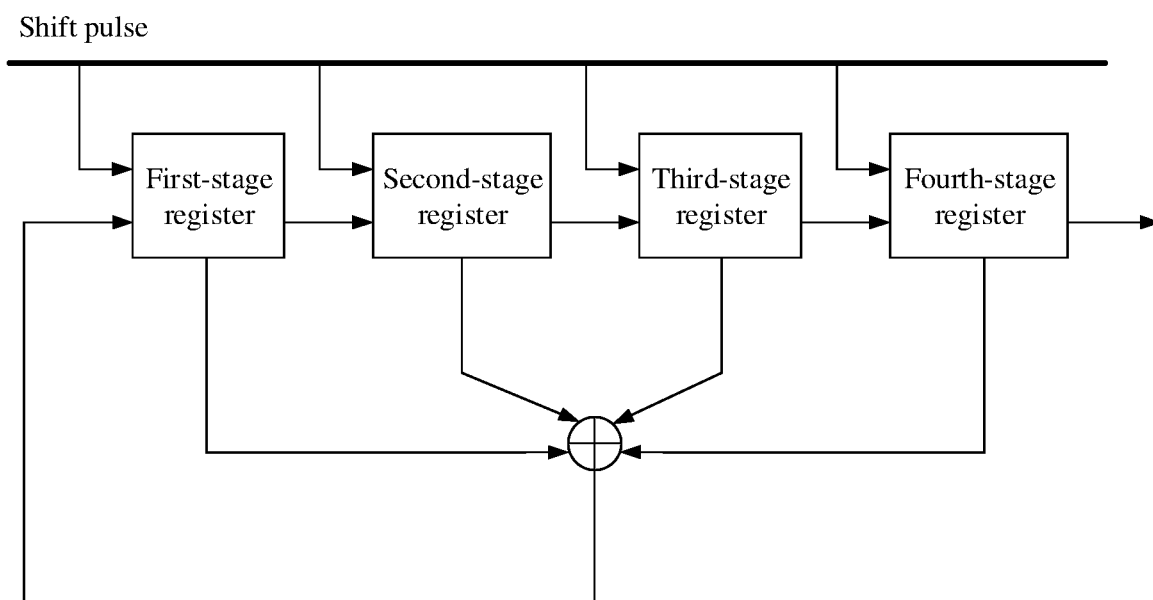 Shift pulse
First-stage
register
Second-stage
register
Third-stage
register
Fourth-stage
register